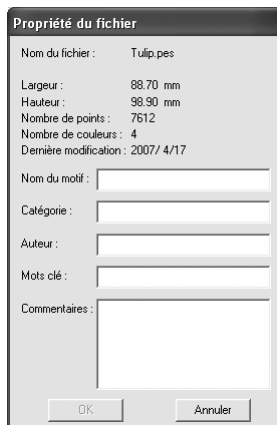 Propriété du fichier
Nom du fichier : Tulip.pes
Largeur : 88.70 mm
Hauteur : 98.90 mm
Nombre de points : 7612
Nombre de couleurs : 4
Dernière modification : 2007/ 4/17
Nom du motif :
Catégorie :
Auteur :
Mots clé :
Commentaires :
OK Annuler